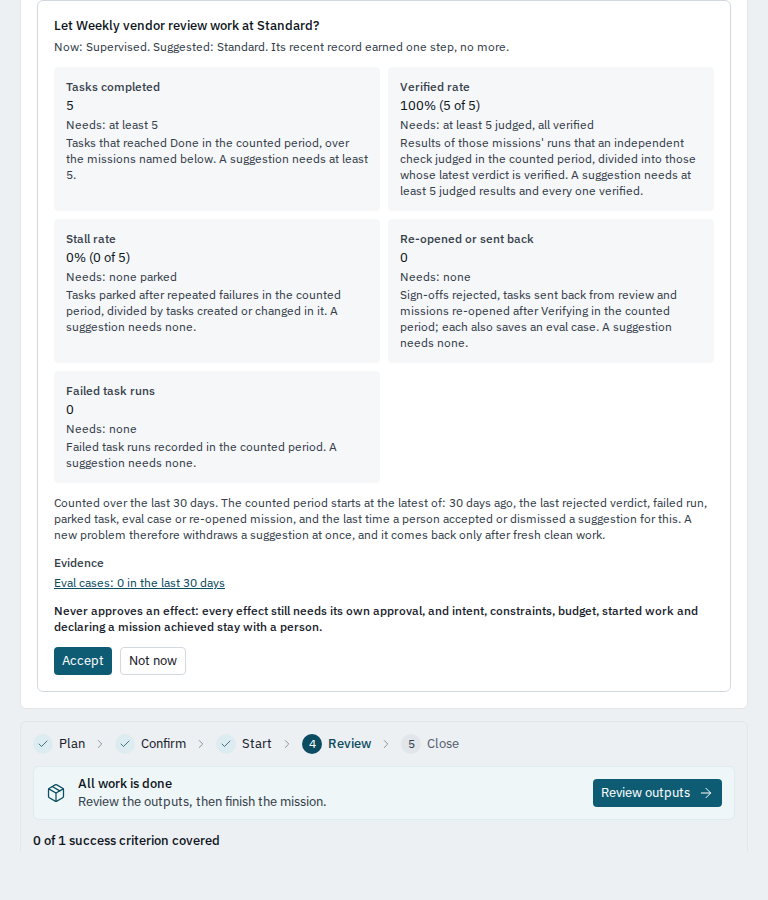 Let Weekly vendor review work at Standard?
Now: Supervised. Suggested: Standard. Its recent record earned one step, no more.
Tasks completed
5
Needs: at least 5
Tasks that reached Done in the counted period, over
the missions named below. A suggestion needs at least
5.
Verified rate
100% (5 of 5)
Needs: at least 5 judged, all verified
Results of those missions' runs that an independent
check judged in the counted period, divided into those
whose latest verdict is verified. A suggestion needs at
least 5 judged results and every one verified.
Stall rate
0% (0 of 5)
Needs: none parked
Tasks parked after repeated failures in the counted
period, divided by tasks created or changed in it. A
suggestion needs none.
Re-opened or sent back
0
Needs: none
Sign-offs rejected, tasks sent back from review and
missions re-opened after Verifying in the counted
period; each also saves an eval case. A suggestion
needs none.
Failed task runs
0
Needs: none
Failed task runs recorded in the counted period. A
suggestion needs none.
Counted over the last 30 days. The counted period starts at the latest of: 30 days ago, the last rejected verdict, failed run,
parked task, eval case or re-opened mission, and the last time a person accepted or dismissed a suggestion for this. A
new problem therefore withdraws a suggestion at once, and it comes back only after fresh clean work.
Evidence
Eval cases: 0 in the last 30 days
Never approves an effect: every effect still needs its own approval, and intent, constraints, budget, started work and
declaring a mission achieved stay with a person.
Accept Not now
Plan Confirm Start 4 Review 5 Close
All work is done
Review the outputs, then finish the mission.
Review outputs
0 of 1 success criterion covered